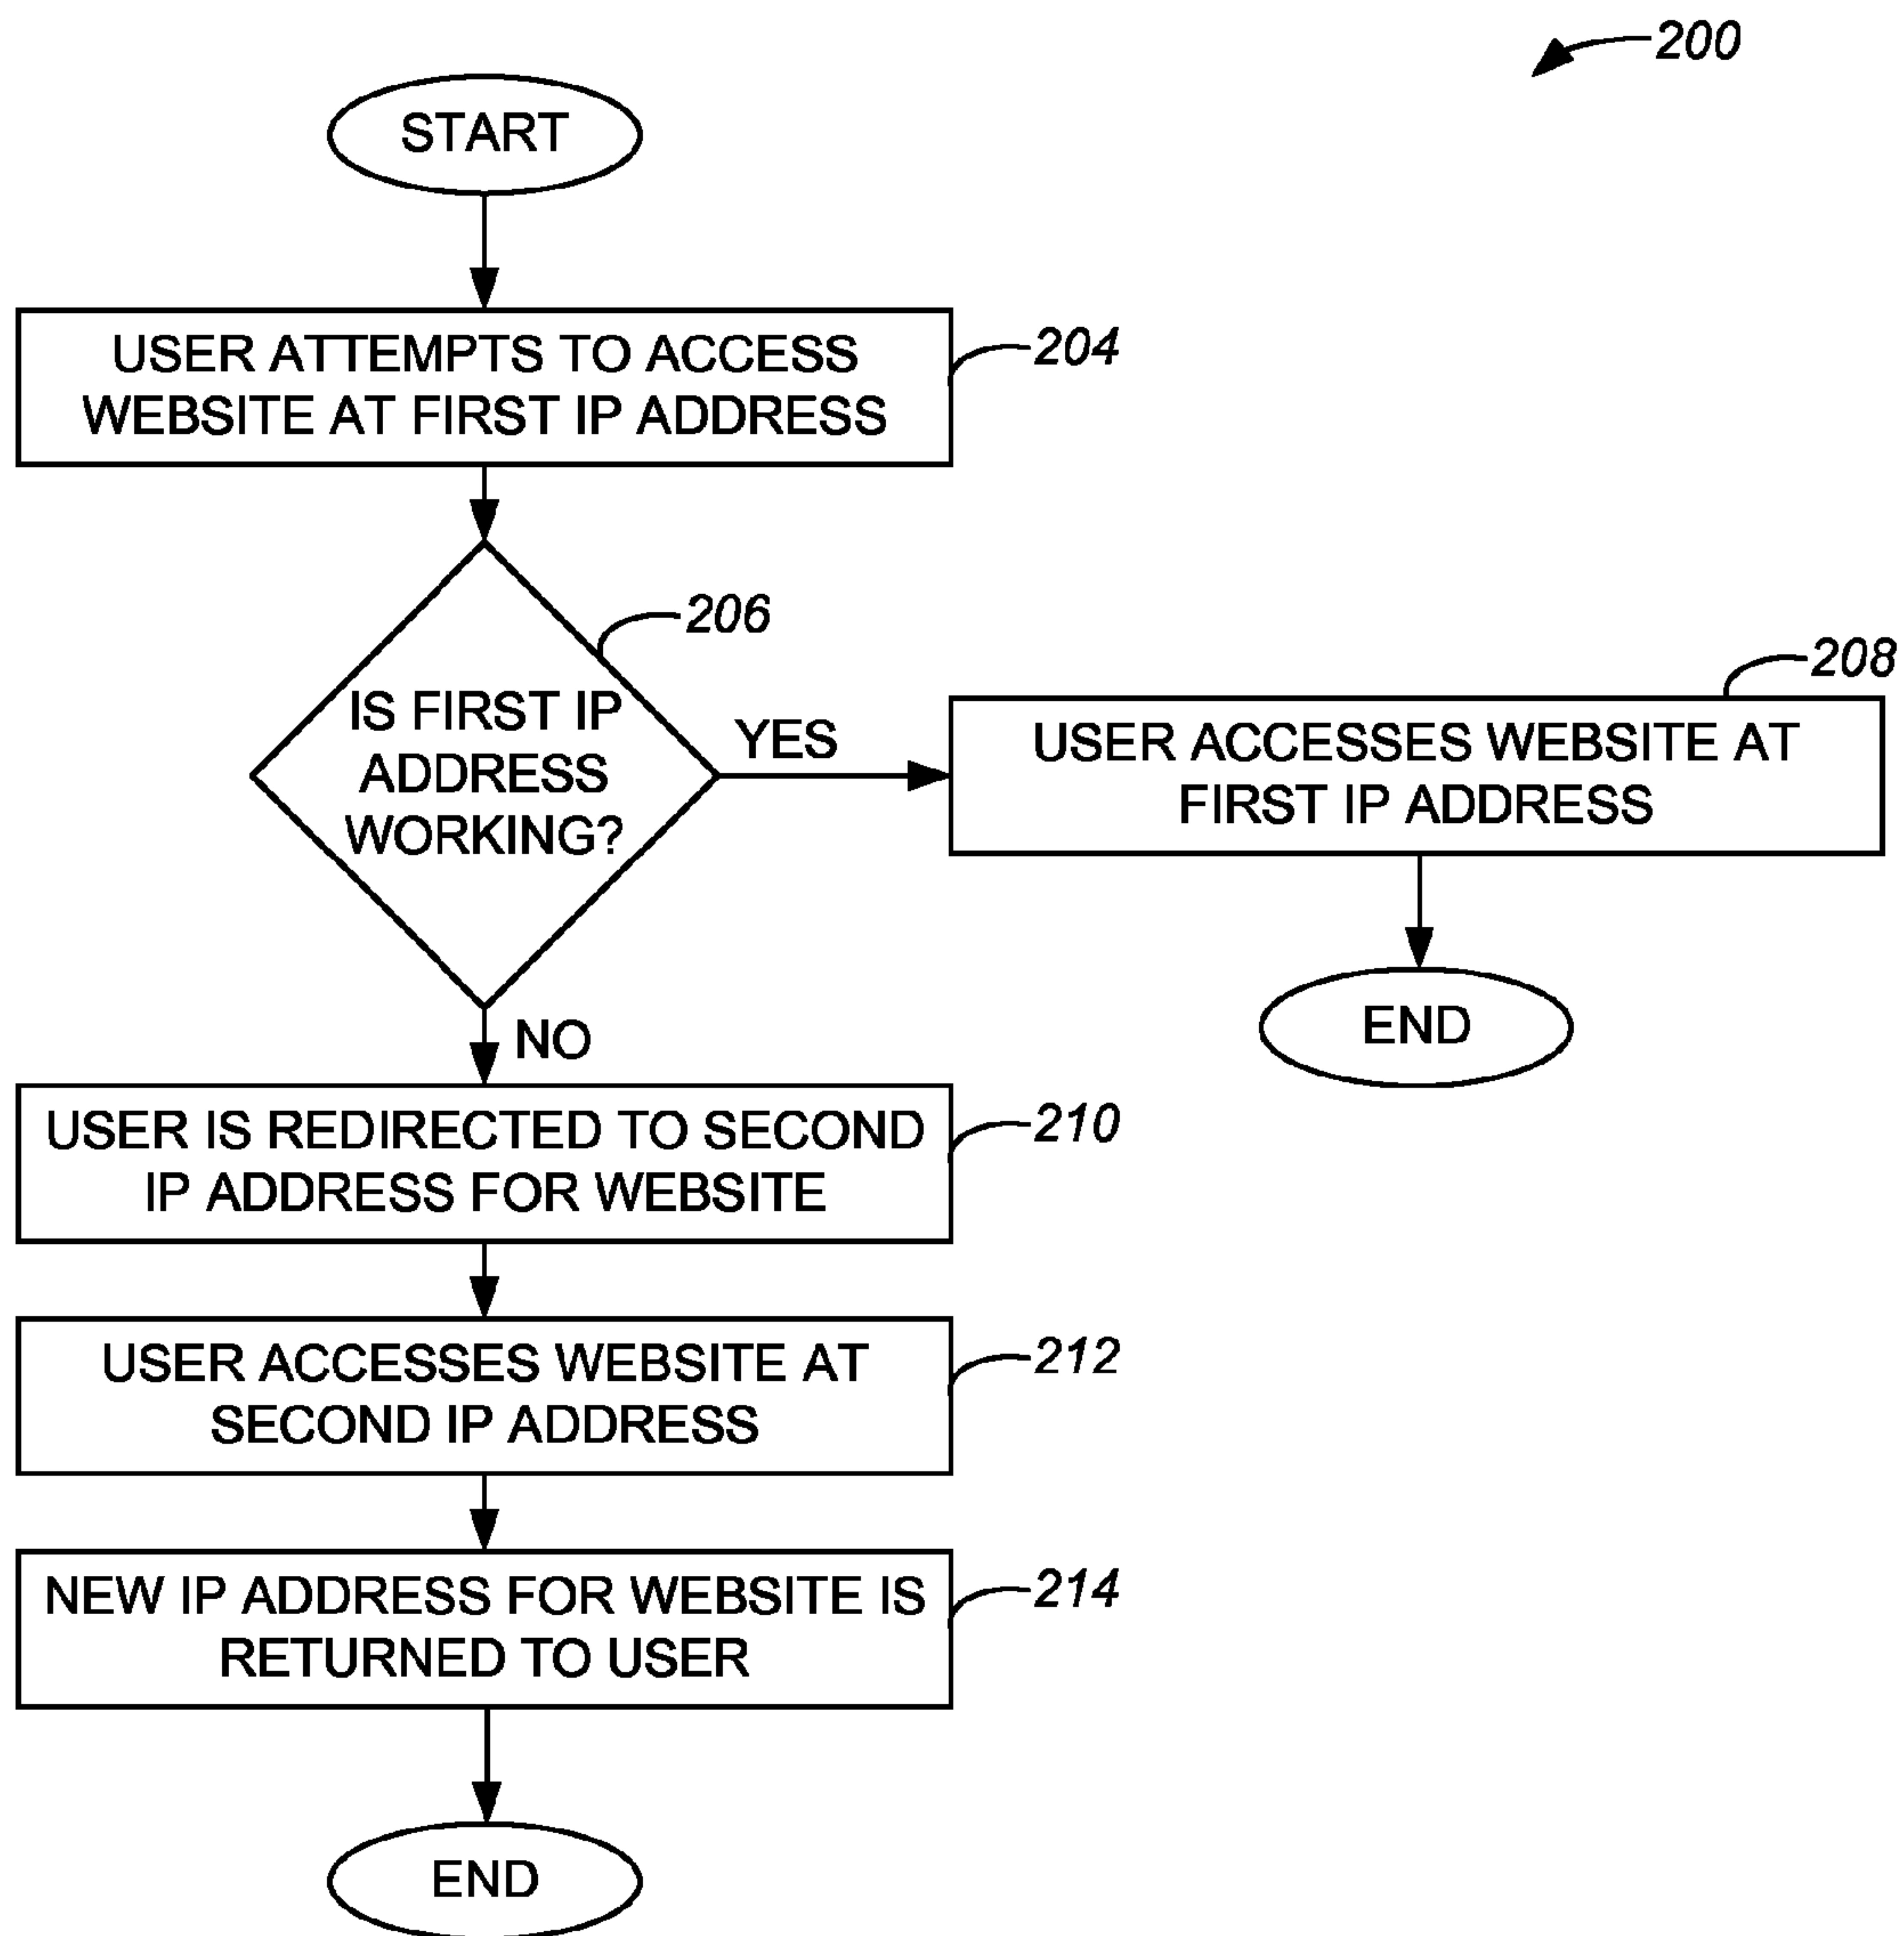 200
START
USER ATTEMPTS TO ACCESS
WEBSITE AT FIRST IP ADDRESS
204
206
IS FIRST IP
ADDRESS
WORKING?
YES
208
USER ACCESSES WEBSITE AT
FIRST IP ADDRESS
END
NO
USER IS REDIRECTED TO SECOND
IP ADDRESS FOR WEBSITE
210
USER ACCESSES WEBSITE AT
SECOND IP ADDRESS
212
NEW IP ADDRESS FOR WEBSITE IS
RETURNED TO USER
214
END